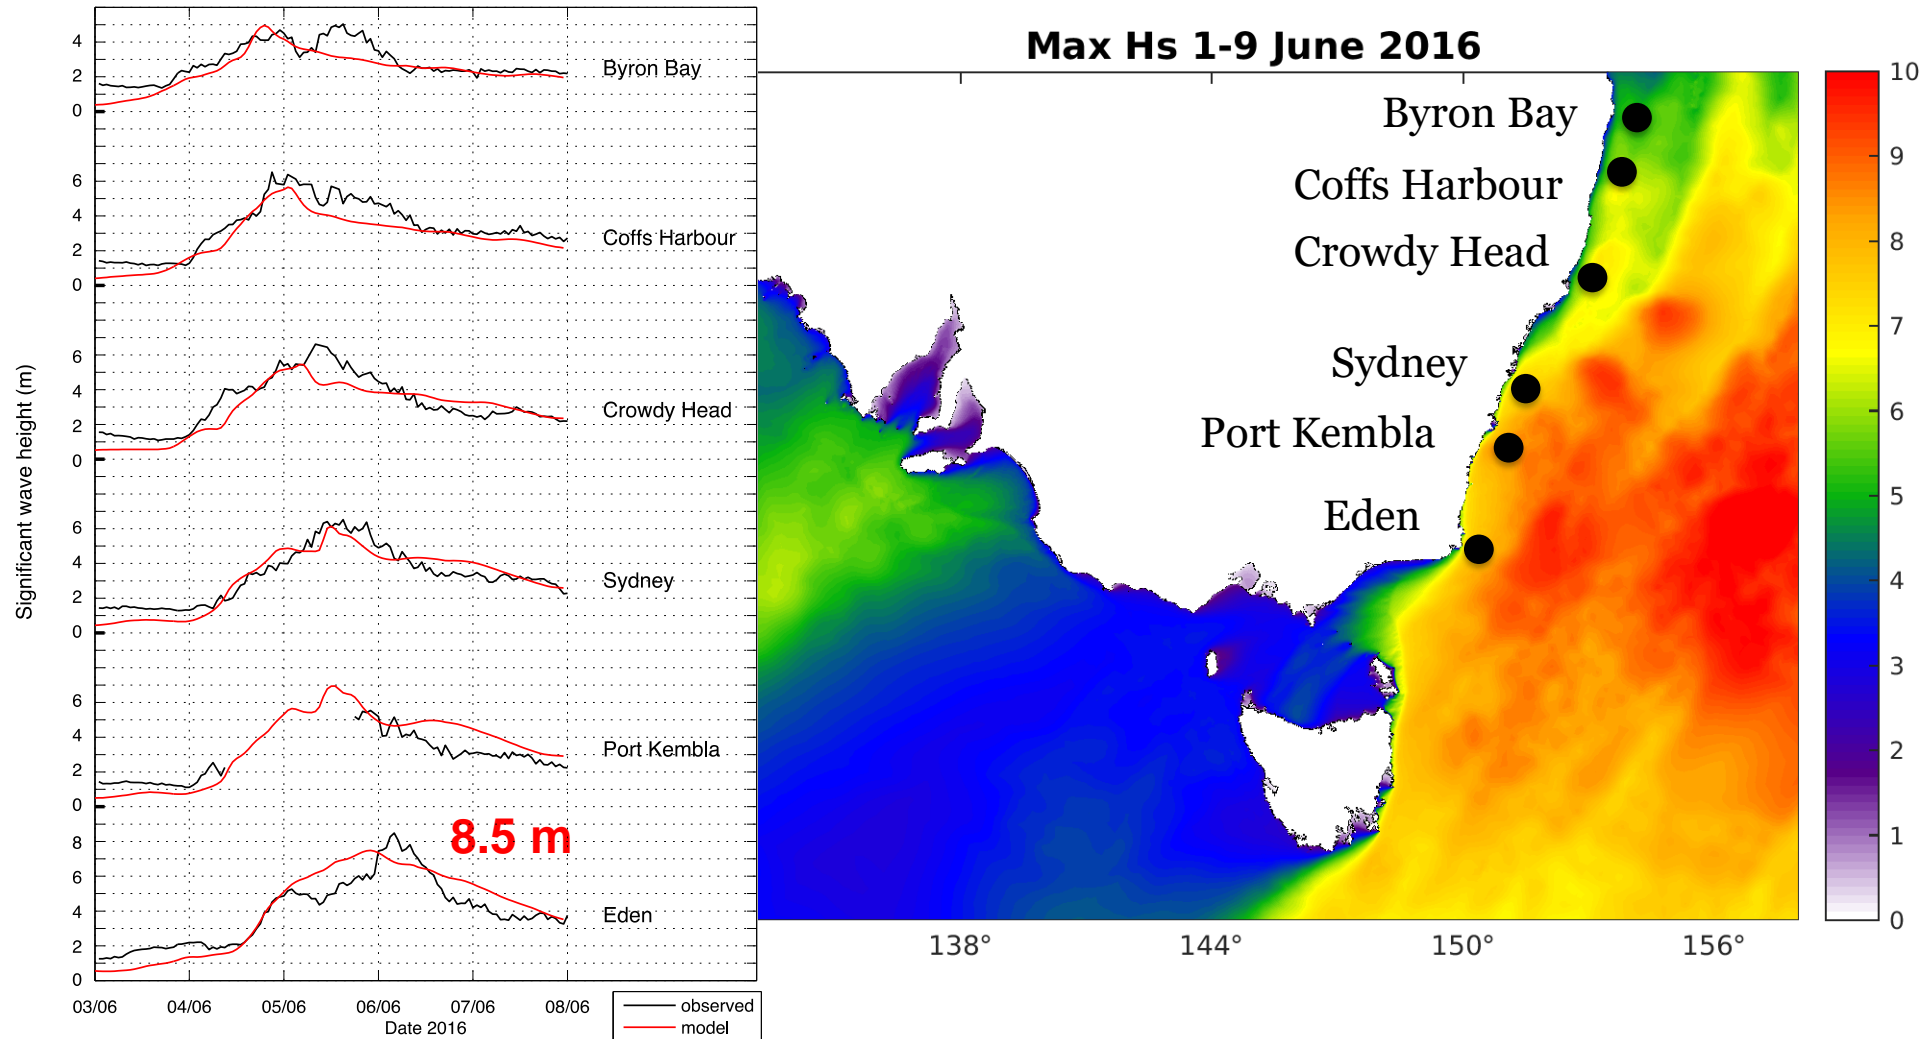 Max Hs 1-9 June 2016
Significant wave height (m)
4
2
0
Byron Bay
6
4
2
0
Coffs Harbour
6
4
2
0
Crowdy Head
6
4
2
0
Sydney
6
4
2
0
Port Kembla
8.5 m
8
6
4
2
0
Eden
03/06 04/06 05/06 06/06 07/06 08/06
Date 2016
observed
model
Byron Bay
Coffs Harbour
Crowdy Head
Sydney
Port Kembla
Eden
138° 144° 150° 156°
10
9
8
7
6
5
4
3
2
1
0